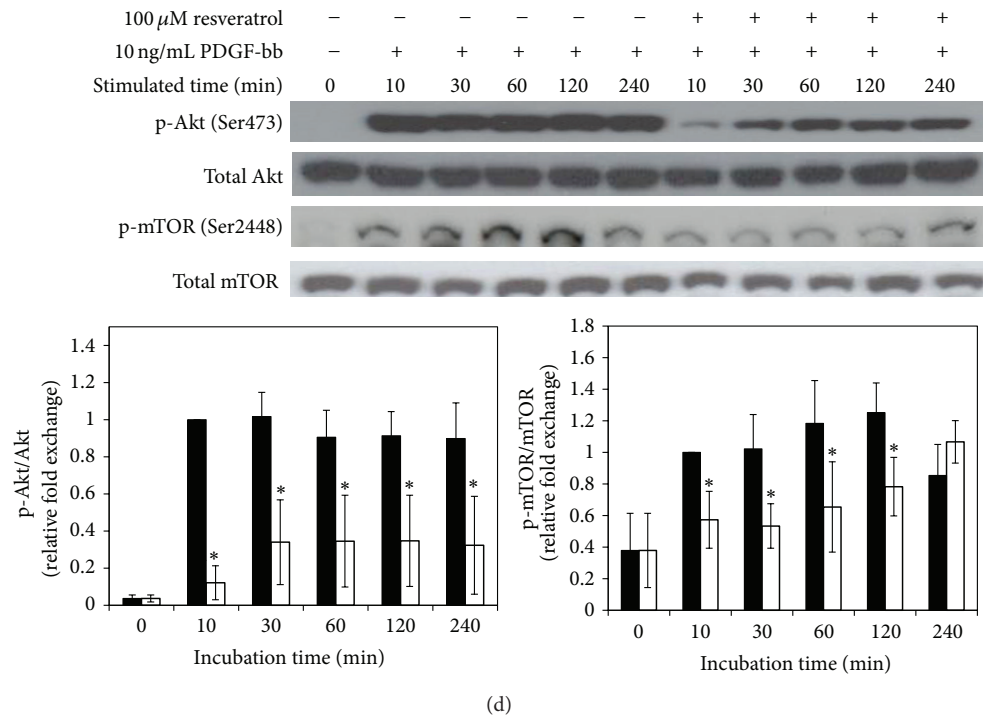 100 μM resveratrol − − − − − − + + + + +
10 ng/mL PDGF-bb − + + + + + + + + + +
Stimulated time (min) 0 10 30 60 120 240 10 30 60 120 240
p-Akt (Ser473)
Total Akt
p-mTOR (Ser2448)
Total mTOR
p-Akt/Akt
(relative fold exchange)
1.4
1.2
1
0.8
0.6
0.4
0.2
0
* * * * *
0 10 30 60 120 240
Incubation time (min)
p-mTOR/mTOR
(relative fold exchange)
1.8
1.6
1.4
1.2
1
0.8
0.6
0.4
0.2
0
* * * *
0 10 30 60 120 240
Incubation time (min)
(d)